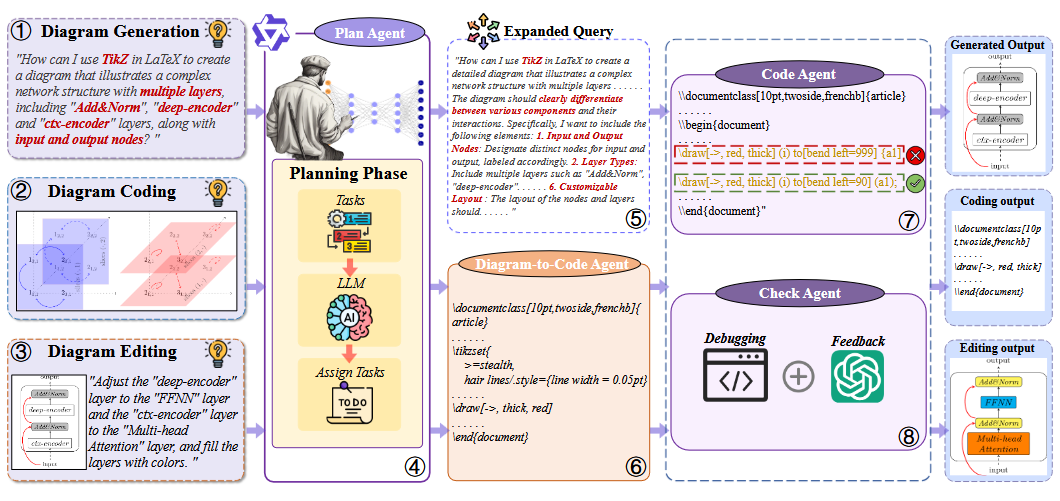 ① Diagram Generation
"How can I use TikZ in LaTeX to create
a diagram that illustrates a complex
network structure with multiple layers,
including "Add&Norm", "deep-encoder"
and "ctx-encoder" layers, along with
input and output nodes? "
② Diagram Coding
③ Diagram Editing
output
Add&Norm
deep-encoder
Add&Norm
ctx-encoder
input
"Adjust the "deep-encoder"
layer to the "FFNN" layer
and the "ctx-encoder" layer
to the "Multi-head
Attention" layer, and fill the
layers with colors. "
Plan Agent
Planning Phase
Tasks
1
2
3
LLM
AI
Assign Tasks
TO DO
④
Expanded Query
"How can I use TikZ in LaTeX to create a
detailed diagram that illustrates a complex
network structure with multiple layers . . . . . .
The diagram should clearly differentiate
between various components and their
interactions. Specifically, I want to include the
following elements: 1. Input and Output
Nodes: Designate distinct nodes for input and
output, labeled accordingly. 2. Layer Types:
Include multiple layers such as "Add&Norm",
"deep-encoder". . . . . . 6. Customizable
Layout : The layout of the nodes and layers
should. . . . . . "
⑤
Diagram-to-Code Agent
\documentclass[10pt,twoside,frenchb]{
article}
. . . . . .
\tikzset{
>=stealth,
hair lines/.style={line width = 0.05pt}
. . . . . .
\draw[->, thick, red]
. . . . . .
\end{document}
⑥
Code Agent
\\documentclass[10pt,twoside,frenchb]{article}
. . . . . .
\\begin{document}
\draw[->, red, thick] (i) to[bend left=999] {a1]
\draw[->, red, thick] (i) to[bend left=90] (a1);
. . . . . .
\\end{document}"
⑦
Check Agent
Debugging
</>
+
Feedback
⑧
Generated Output
output
Add&Norm
deep-encoder
Add&Norm
ctx-encoder
input
Coding output
\\documentclass[10p
t,twoside,frenchb]
. . . . . .
\draw[->, red, thick]
. . . . . .
\\end{document}
Editing output
output
Add&Norm
FFNN
Add&Norm
Multi-head
Attention
input